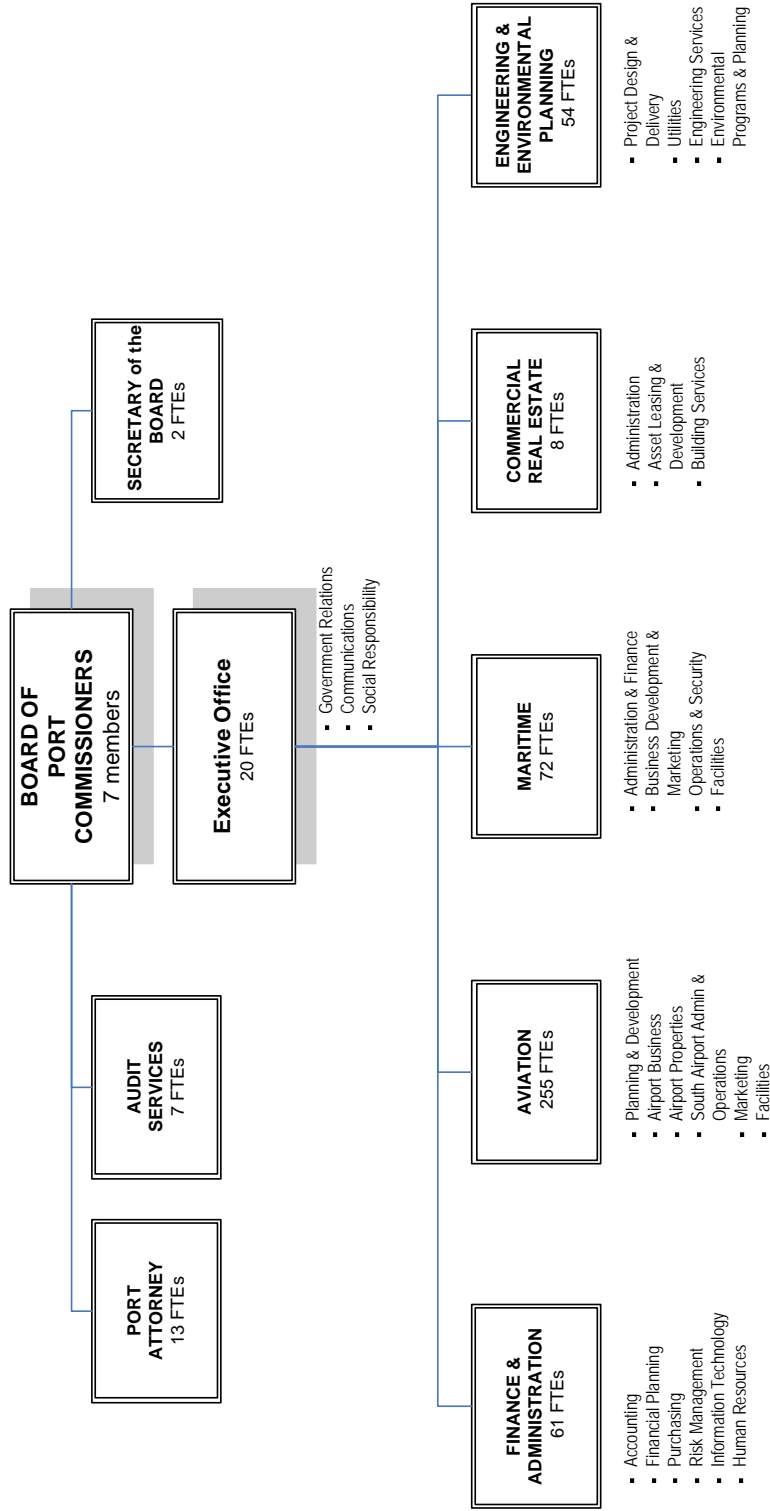 BOARD OF
PORT
COMMISSIONERS
7 members
PORT
ATTORNEY
13 FTEs
AUDIT
SERVICES
7 FTEs
SECRETARY of the
BOARD
2 FTEs
Executive Office
20 FTEs
▪ Government Relations
▪ Communications
▪ Social Responsibility
FINANCE &
ADMINISTRATION
61 FTEs
▪ Accounting
▪ Financial Planning
▪ Purchasing
▪ Risk Management
▪ Information Technology
▪ Human Resources
AVIATION
255 FTEs
▪ Planning & Development
▪ Airport Business
▪ Airport Properties
▪ South Airport Admin &
Operations
▪ Marketing
▪ Facilities
MARITIME
72 FTEs
▪ Administration & Finance
▪ Business Development &
Marketing
▪ Operations & Security
▪ Facilities
COMMERCIAL
REAL ESTATE
8 FTEs
▪ Administration
▪ Asset Leasing &
Development
▪ Building Services
ENGINEERING &
ENVIRONMENTAL
PLANNING
54 FTEs
▪ Project Design &
Delivery
▪ Utilities
▪ Engineering Services
▪ Environmental
Programs & Planning